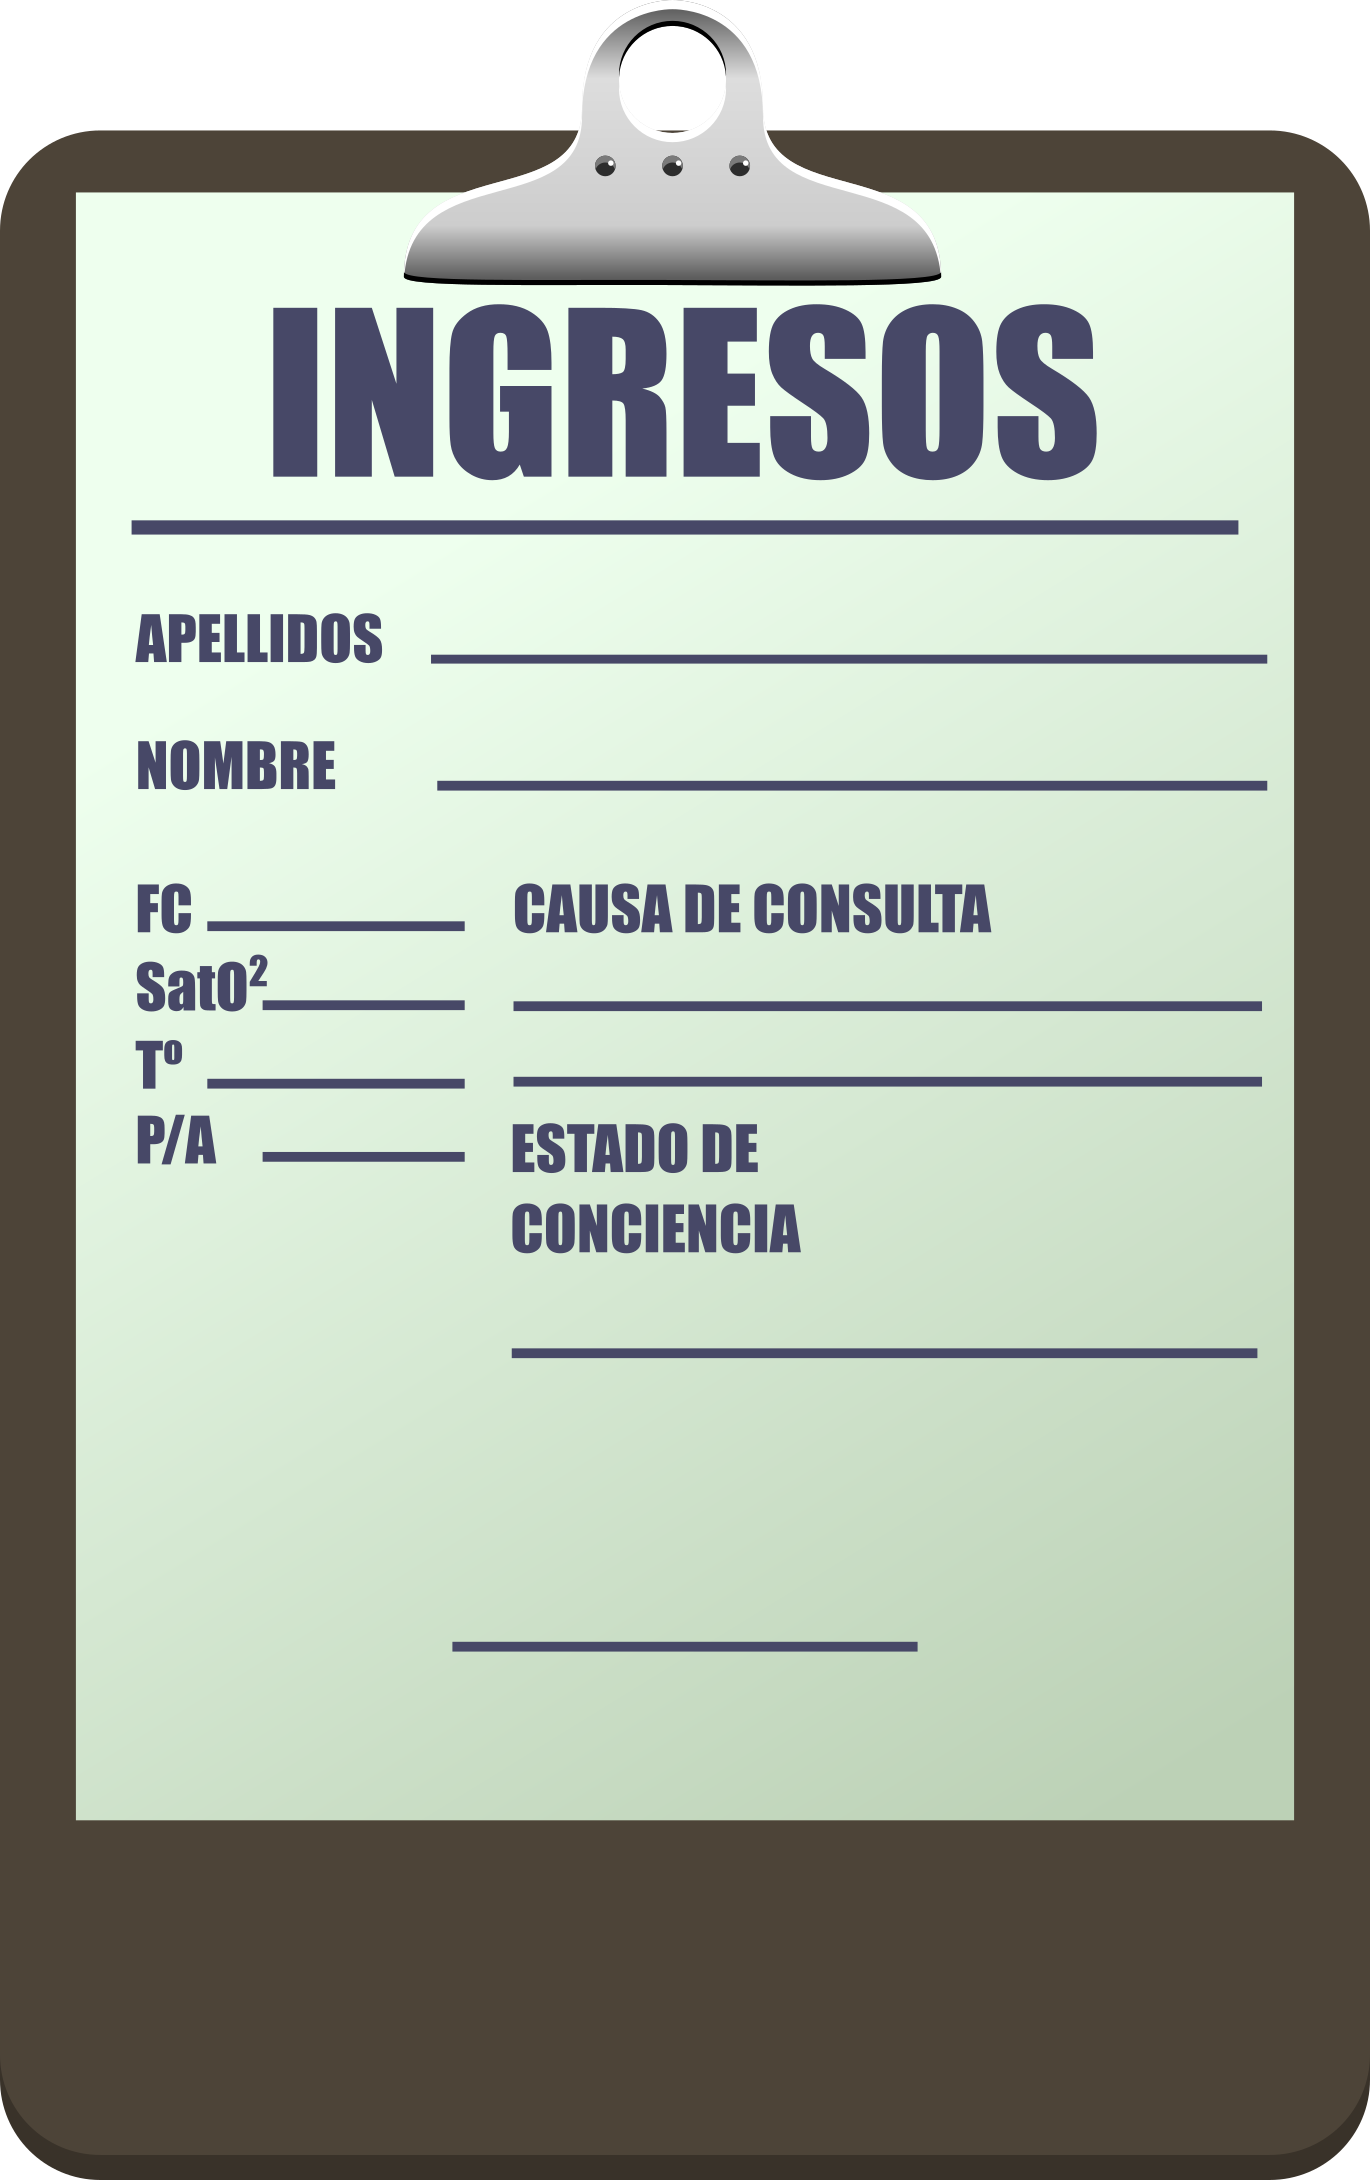 INGRESOS
APELLIDOS
NOMBRE
FC
SatO²
Tº
P/A
CAUSA DE CONSULTA
ESTADO DE
CONCIENCIA